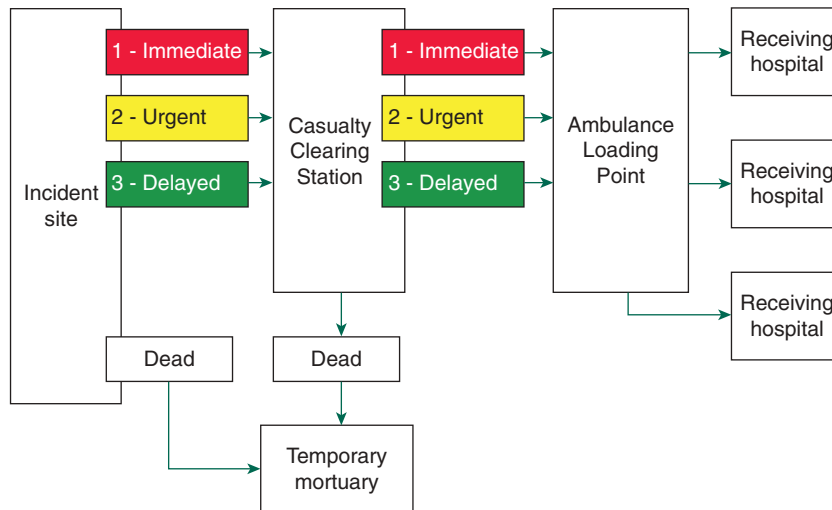 Incident
site
1 - Immediate
2 - Urgent
3 - Delayed
Dead
Casualty
Clearing
Station
Dead
Temporary
mortuary
1 - Immediate
2 - Urgent
3 - Delayed
Ambulance
Loading
Point
Receiving
hospital
Receiving
hospital
Receiving
hospital